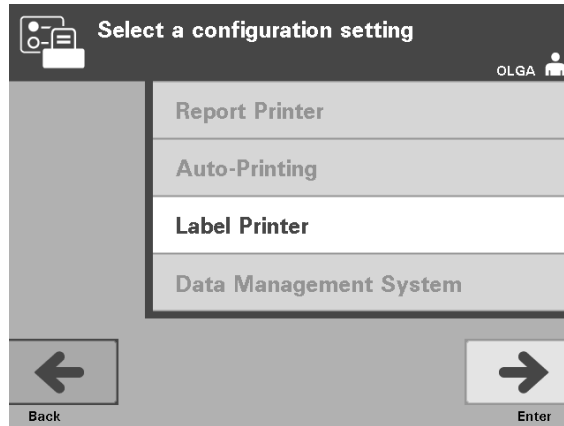 Select a configuration setting
OLGA
Report Printer
Auto-Printing
Label Printer
Data Management System
Back
Enter